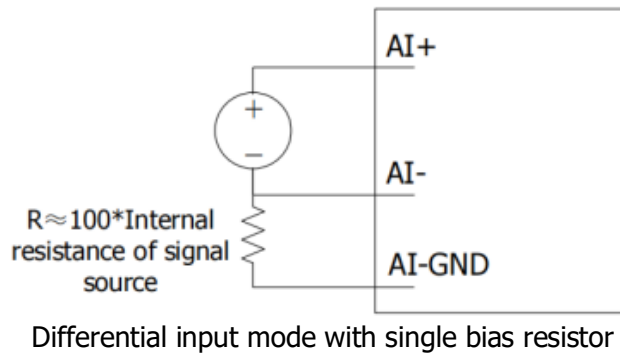 AI+
+
−
AI-
R≈100*Internal
resistance of signal
source
AI-GND
Differential input mode with single bias resistor